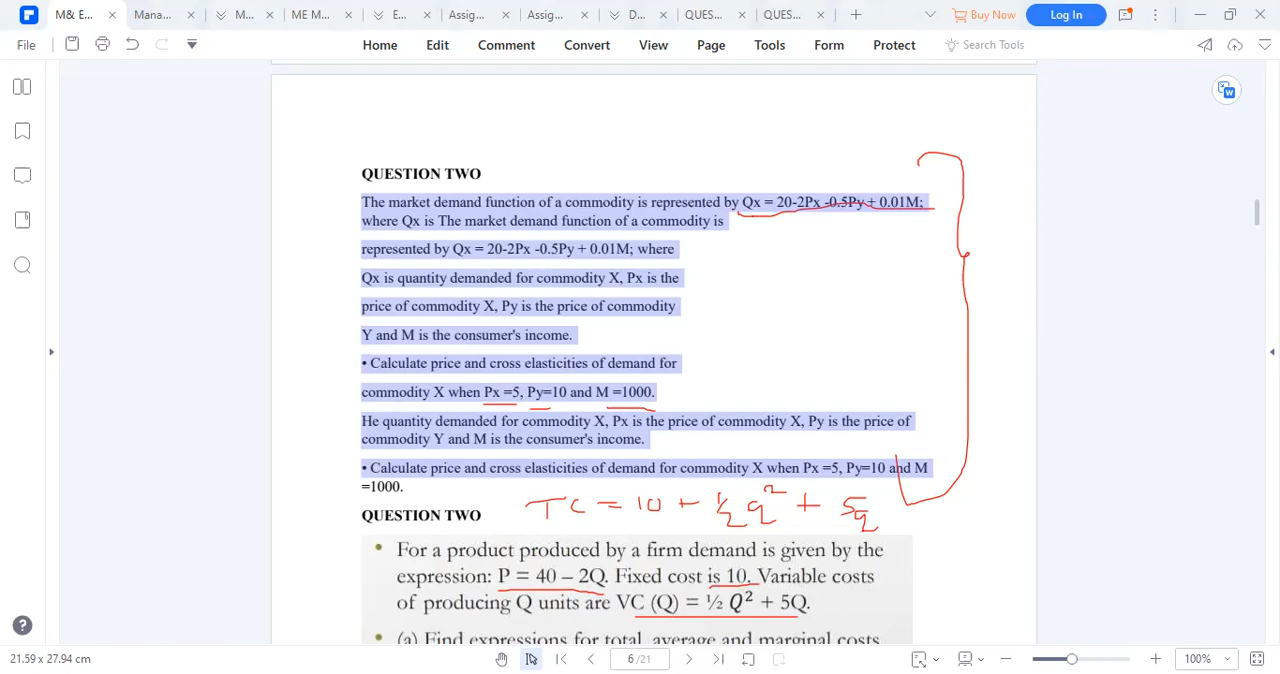 M& E... Mana... M... ME M... E... Assig... Assig... D... QUES... QUES... Buy Now Log In
File Home Edit Comment Convert View Page Tools Form Protect Search Tools
QUESTION TWO
The market demand function of a commodity is represented by Qx = 20-2Px -0.5Py + 0.01M;
where Qx is The market demand function of a commodity is
represented by Qx = 20-2Px -0.5Py + 0.01M; where
Qx is quantity demanded for commodity X, Px is the
price of commodity X, Py is the price of commodity
Y and M is the consumer's income.
• Calculate price and cross elasticities of demand for
commodity X when Px =5, Py=10 and M =1000.
He quantity demanded for commodity X, Px is the price of commodity X, Py is the price of
commodity Y and M is the consumer's income.
• Calculate price and cross elasticities of demand for commodity X when Px =5, Py=10 and M
=1000.
TC = 10 + ½q² + 5q
QUESTION TWO
• For a product produced by a firm demand is given by the
expression: P = 40 – 2Q. Fixed cost is 10. Variable costs
of producing Q units are VC (Q) = ½ Q² + 5Q.
• (a) Find expressions for total, average and marginal costs
21.59 x 27.94 cm 6 /21 100%